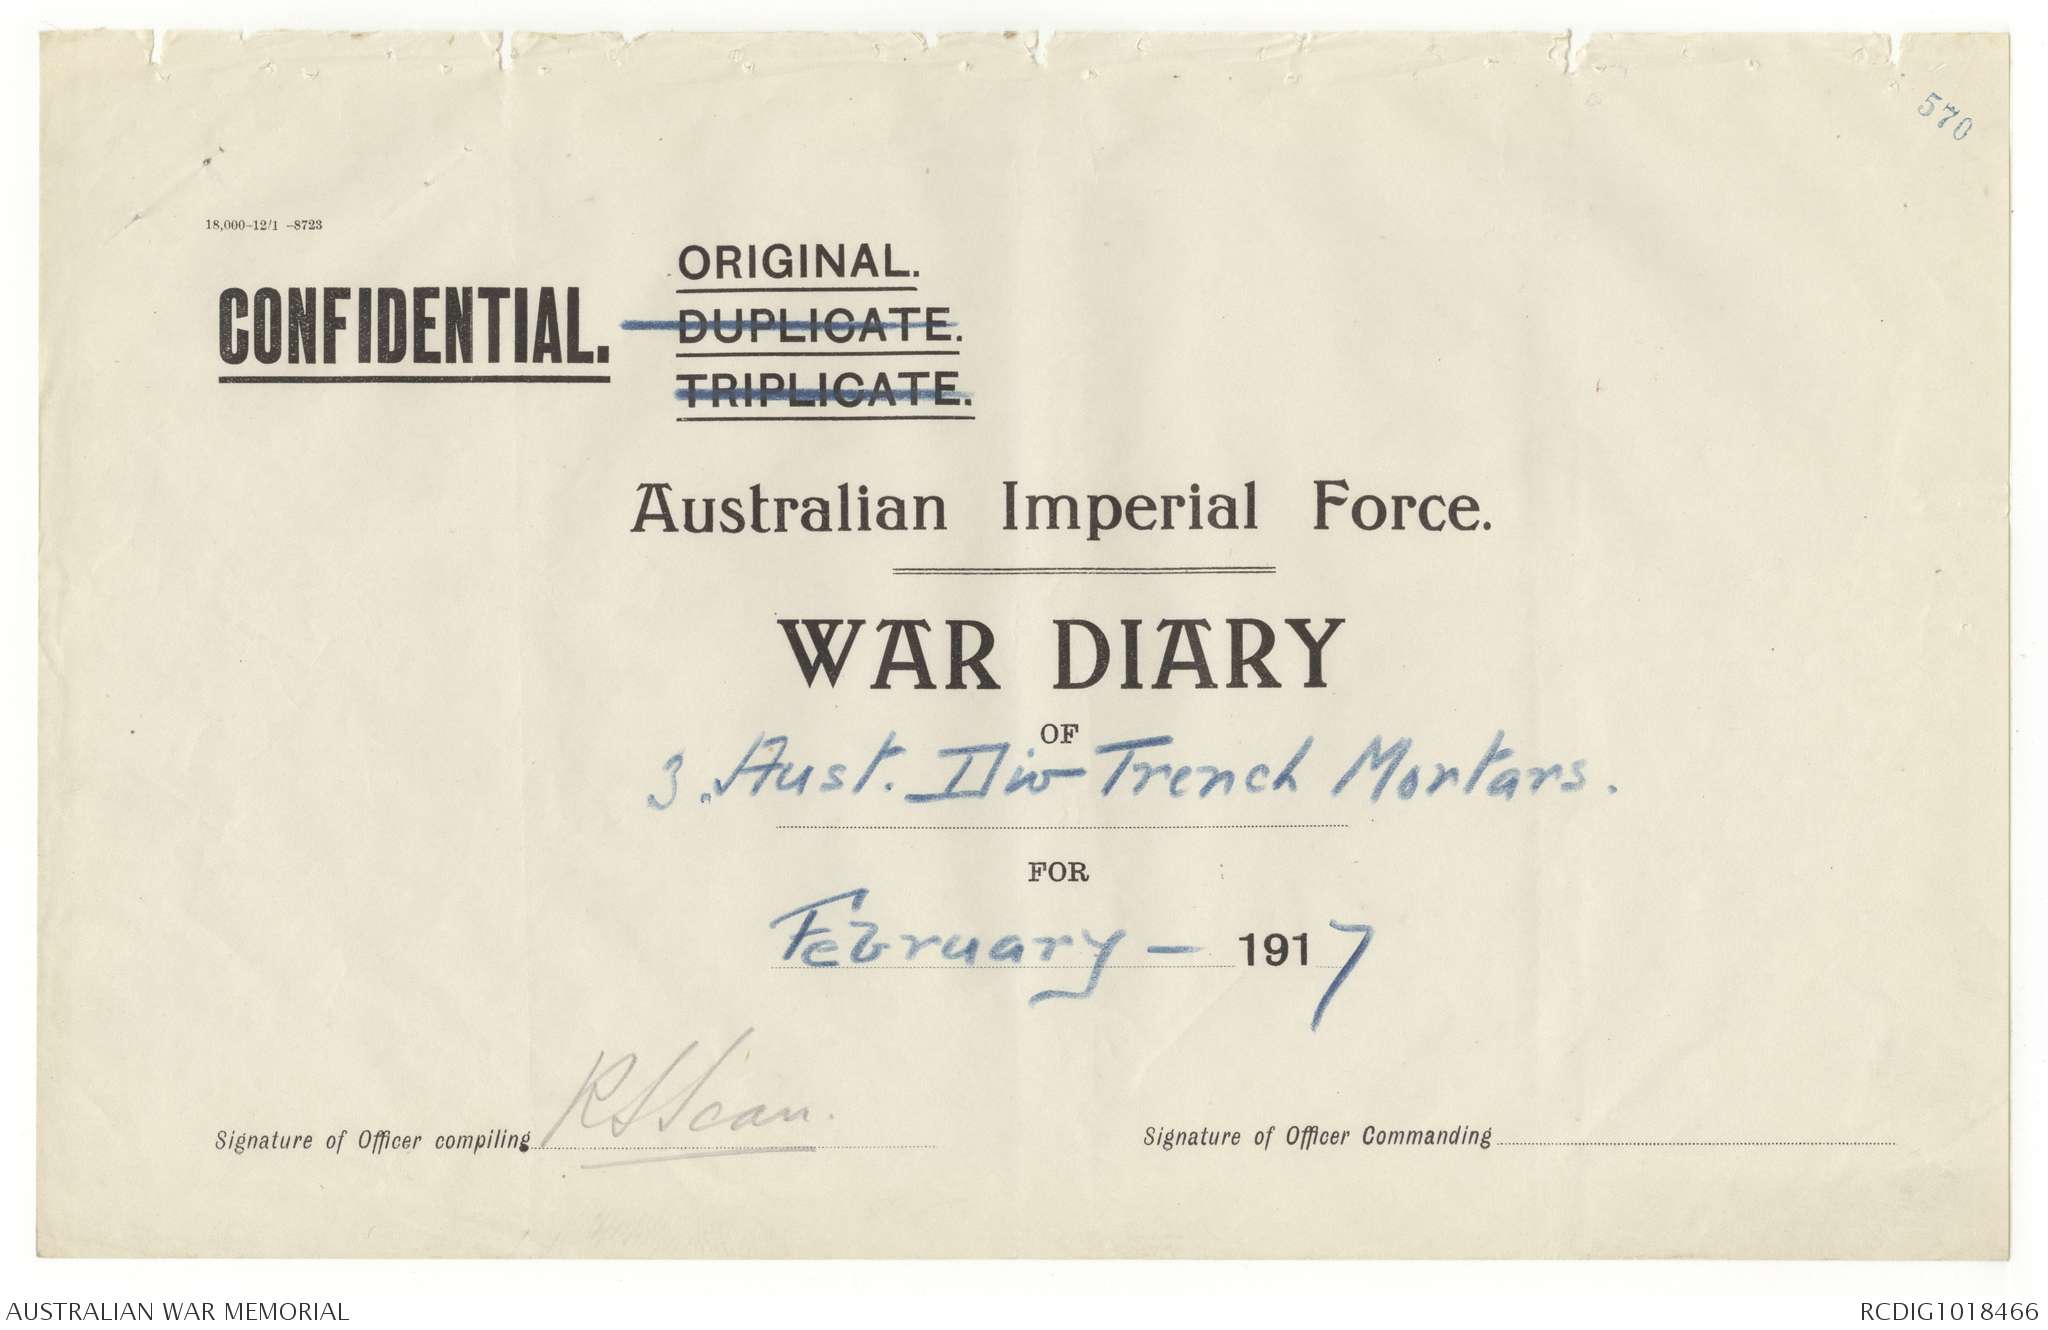 570
18,000-12/1 -8723
CONFIDENTIAL.
ORIGINAL.
DUPLICATE.
TRIPLICATE.
Australian Imperial Force.
WAR DIARY
OF
3. Aust. Div Trench Mortars.
FOR
February - 1917
Signature of Officer compiling
Signature of Officer Commanding
AUSTRALIAN WAR MEMORIAL
RCDIG1018466